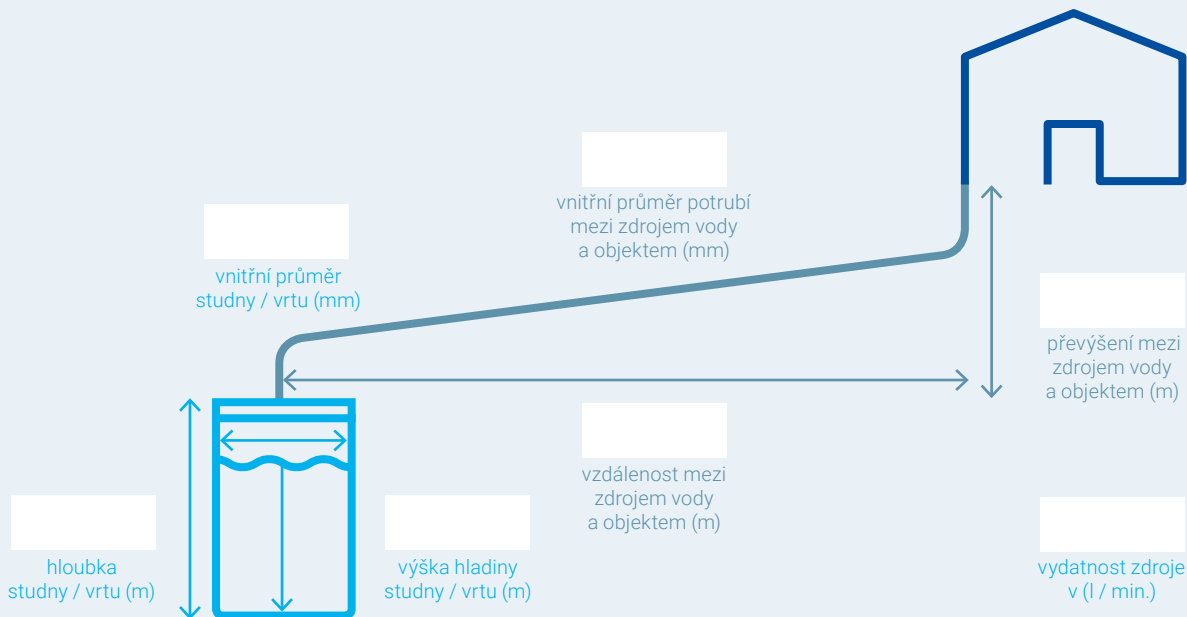 vnitřní průměr potrubí
mezi zdrojem vody
a objektem (mm)
vnitřní průměr
studny / vrtu (mm)
převýšení mezi
zdrojem vody
a objektem (m)
vzdálenost mezi
zdrojem vody
a objektem (m)
hloubka
studny / vrtu (m)
výška hladiny
studny / vrtu (m)
vydatnost zdroje
v (l / min.)